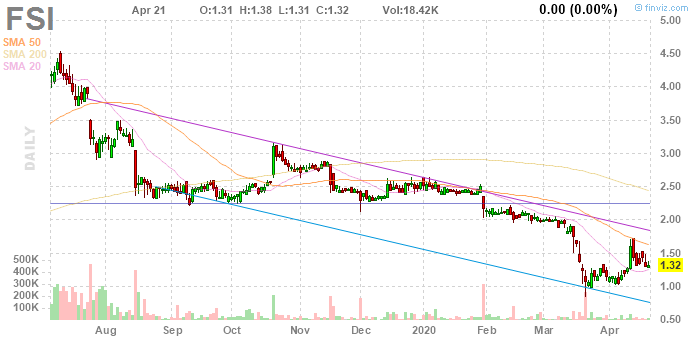 FSI Apr 21 O:1.31 H:1.38 L:1.31 C:1.32 Vol:18.42K 0.00 (0.00%) © finviz.com
SMA 50
SMA 200
SMA 20
DAILY
5.00
4.50
4.00
3.50
3.00
2.50
2.00
1.50
1.32
1.00
0.50
500K
400K
300K
200K
100K
Aug Sep Oct Nov Dec 2020 Feb Mar Apr